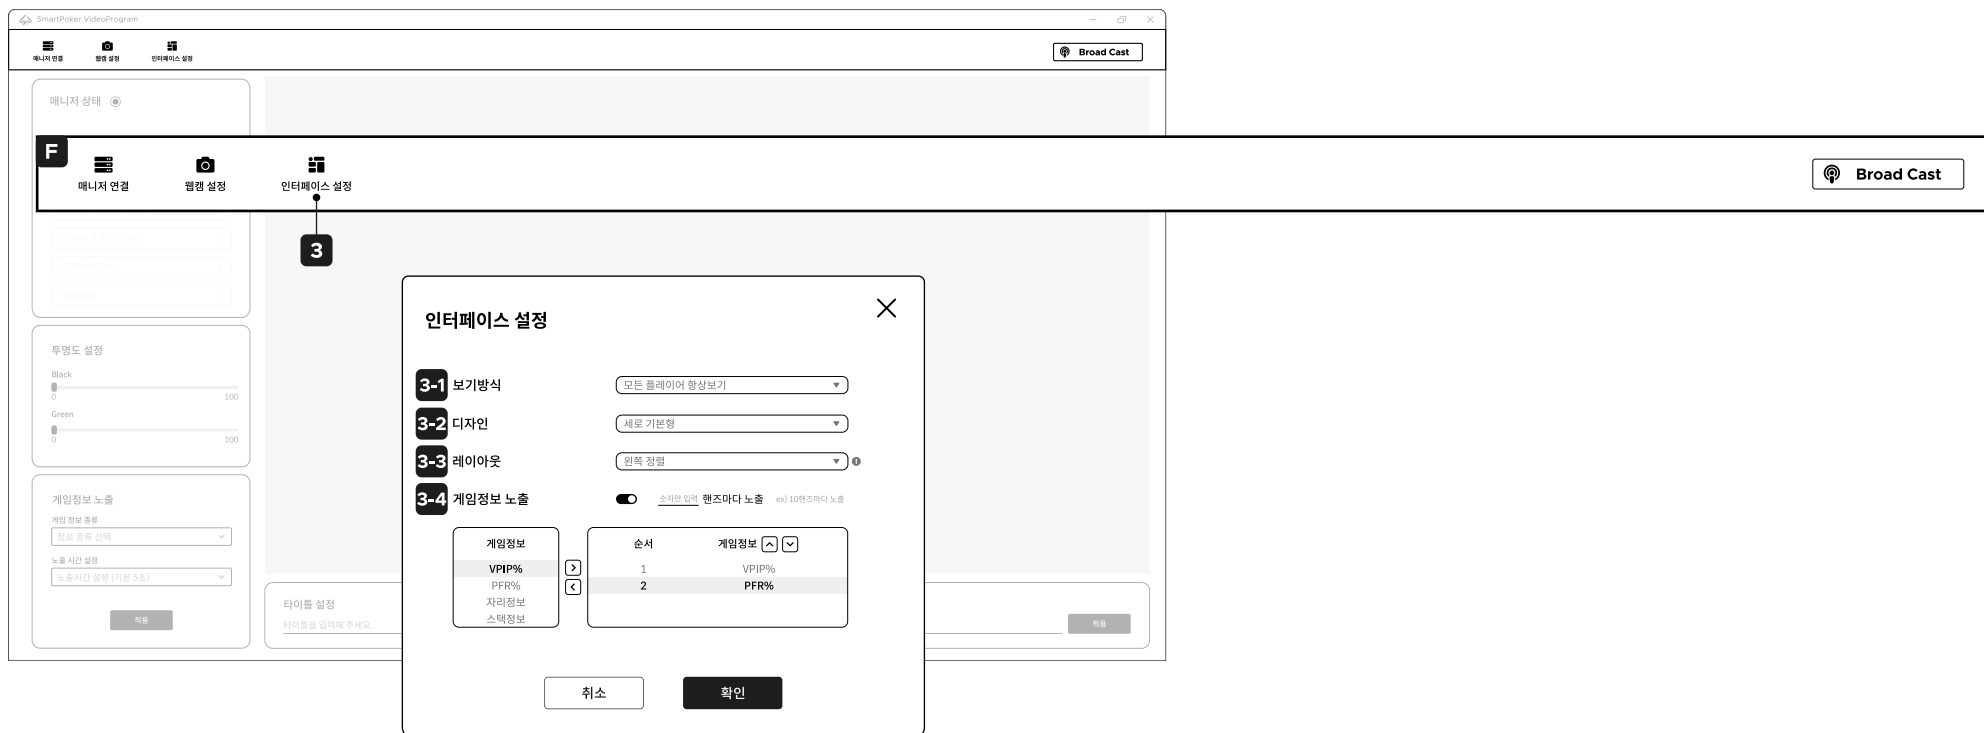 SmartPoker VideoProgram
매니저 연결
웹캠 설정
인터페이스 설정
Broad Cast
매니저 상태
F
매니저 연결
웹캠 설정
인터페이스 설정
Broad Cast
3
투명도 설정
Black
0 100
Green
0 100
게임정보 노출
게임 정보 종류
정보 종류 선택
노출 시간 설정
노출시간 설정 (기본 5초)
적용
타이틀 설정
타이틀을 입력해 주세요.
적용
인터페이스 설정
3-1 보기방식 모든 플레이어 항상보기
3-2 디자인 세로 기본형
3-3 레이아웃 왼쪽 정렬
3-4 게임정보 노출 숫자만 입력 핸즈마다 노출 ex) 10핸즈마다 노출
게임정보
VPIP%
PFR%
자리정보
스택정보
순서 게임정보
1 VPIP%
2 PFR%
취소
확인